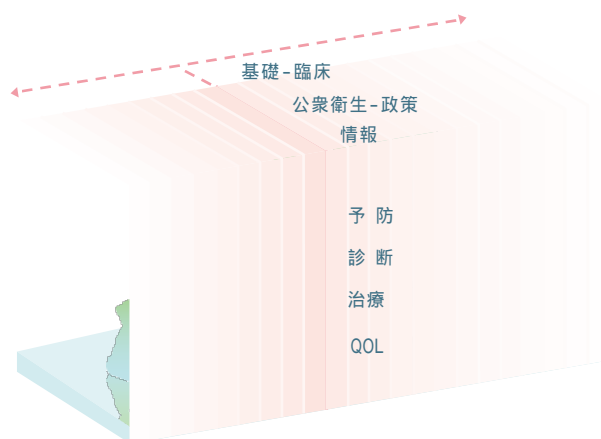 基礎-臨床
公衆衛生-政策
情報
予 防
診 断
治療
QOL